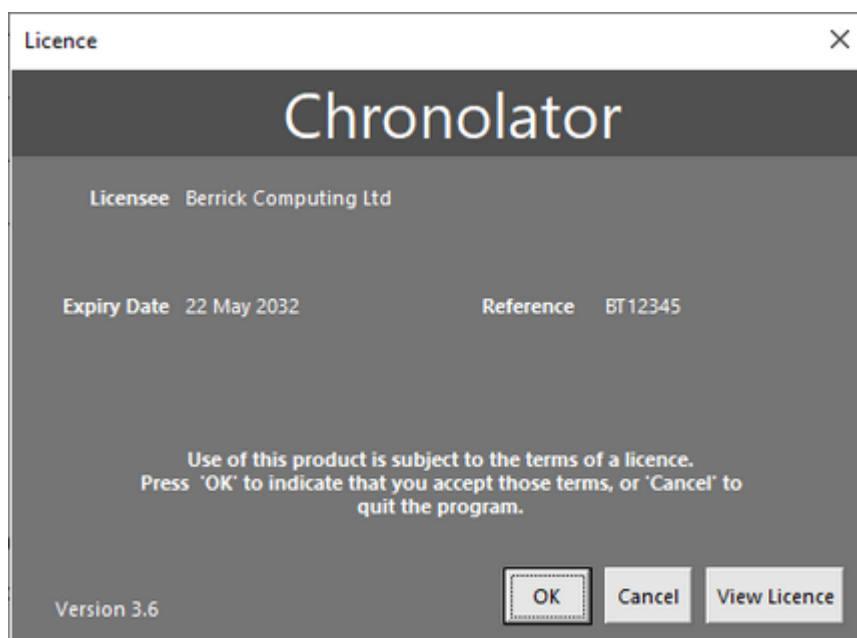 Licence
Chronolator
Licensee Berrick Computing Ltd
Expiry Date 22 May 2032 Reference BT12345
Use of this product is subject to the terms of a licence.
Press 'OK' to indicate that you accept those terms, or 'Cancel' to
quit the program.
OK Cancel View Licence
Version 3.6